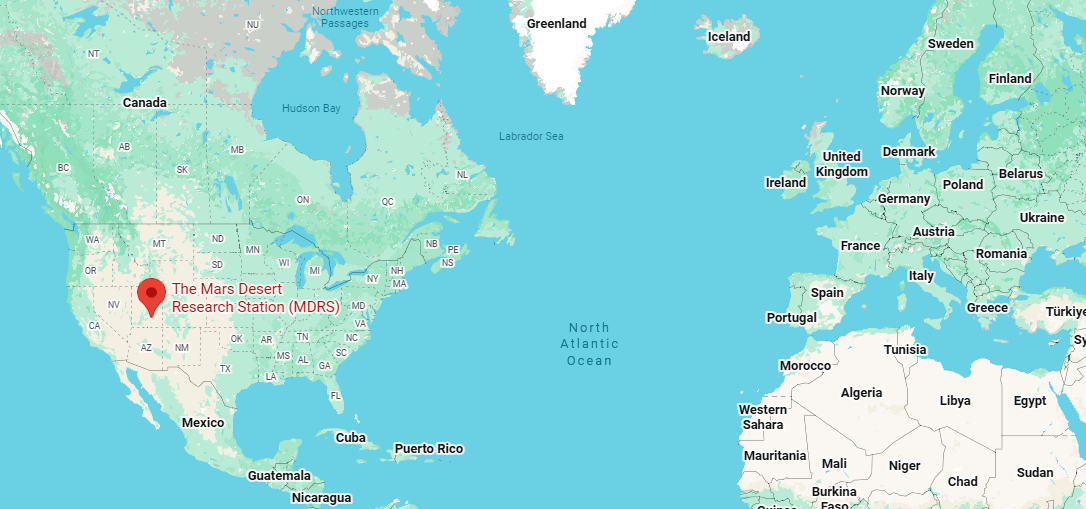 Northwestern
Passages
Greenland
NU
Iceland
Sweden
NT
Finland
Norway
Canada
Hudson Bay
Labrador Sea
AB
MB
Denmark
United
Kingdom
BC
SK
NL
Ireland
Poland
Belarus
ON
QC
Germany
Ukraine
Austria
WA
MT
ND
MN
NB
PE
France
Romania
OR
SD
WI
MI
NS
NH
Italy
NY
MA
The Mars Desert
Research Station (MDRS)
Spain
NV
MD
Portugal
Greece
Türkiye
CA
VA
North
Atlantic
Ocean
OK
AR
TN
NC
Sy
AZ
NM
MS
AL
SC
Tunisia
TX
GA
Morocco
LA
FL
Algeria
Libya
Egypt
Western
Sahara
Mexico
Cuba
Puerto Rico
Mauritania
Mali
Niger
Guatemala
Chad
Sudan
Nicaragua
Burkina
Faso